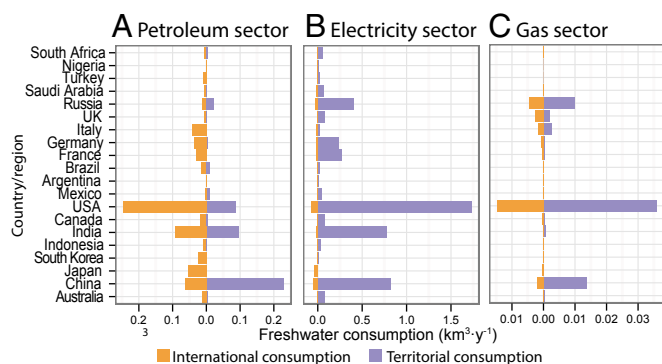 A Petroleum sector B Electricity sector C Gas sector
Country/region
South Africa
Nigeria
Turkey
Saudi Arabia
Russia
UK
Italy
Germany
France
Brazil
Argentina
Mexico
USA
Canada
India
Indonesia
South Korea
Japan
China
Australia
0.2 0.1 0.0 0.1 0.2 0.0 0.5 1.0 1.5 0.01 0.00 0.01 0.03
3
Freshwater consumption (km³·y⁻¹)
International consumption Territorial consumption